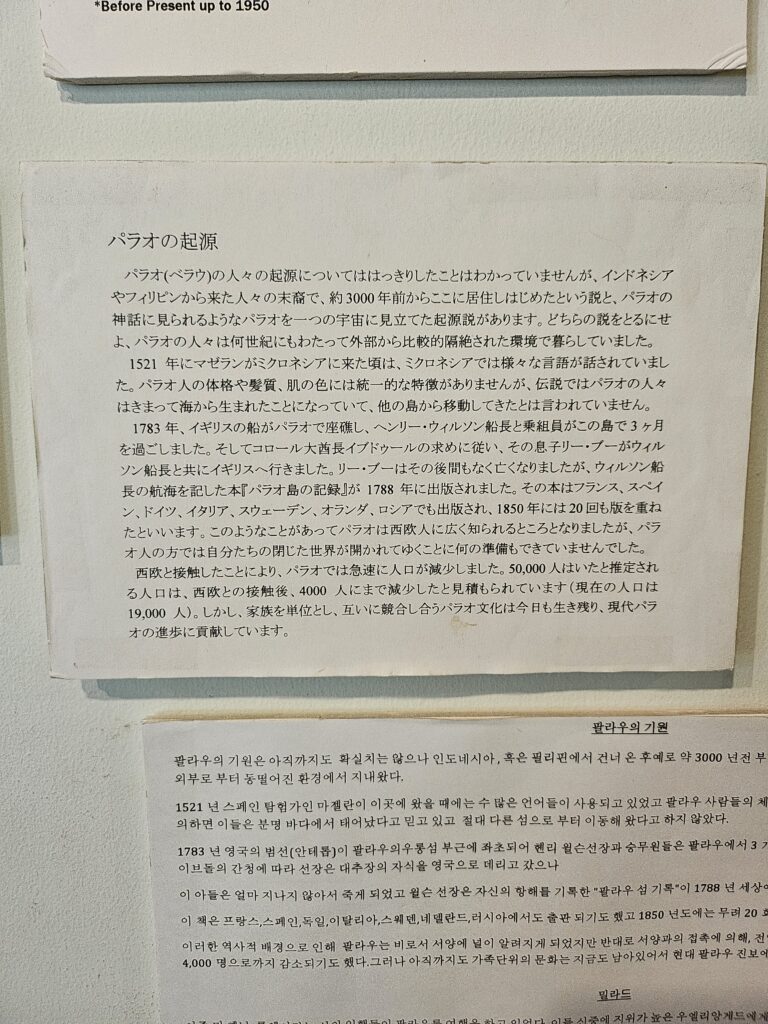 *Before Present up to 1950
パラオの起源
パラオ(ベラウ)の人々の起源についてははっきりしたことはわかっていませんが、インドネシア
やフィリピンから来た人々の末裔で、約3000年前からここに居住しはじめたという説と、パラオの
神話に見られるようなパラオを一つの宇宙に見立てた起源説があります。どちらの説をとるにせ
よ、パラオの人々は何世紀にもわたって外部から比較的隔絶された環境で暮らしていました。
1521 年にマゼランがミクロネシアに来た頃は、ミクロネシアでは様々な言語が話されていまし
た。パラオ人の体格や髪質、肌の色には統一的な特徴がありませんが、伝説ではパラオの人々
はきまって海から生まれたことになっていて、他の島から移動してきたとは言われていません。
1783 年、イギリスの船がパラオで座礁し、ヘンリー・ウィルソン船長と乗組員がこの島で 3 ヶ月
を過ごしました。そしてコロール大酋長イブドゥールの求めに従い、その息子リー・ブーがウィル
ソン船長と共にイギリスへ行きました。リー・ブーはその後間もなく亡くなりましたが、ウィルソン船
長の航海を記した本『パラオ島の記録』が 1788 年に出版されました。その本はフランス、スペイ
ン、ドイツ、イタリア、スウェーデン、オランダ、ロシアでも出版され、1850 年には 20 回も版を重ね
たといいます。このようなことがあってパラオは西欧人に広く知られるところとなりましたが、パラ
オ人の方では自分たちの閉じた世界が開かれてゆくことに何の準備もできていませんでした。
西欧と接触したことにより、パラオでは急速に人口が減少しました。50,000 人はいたと推定され
る人口は、西欧との接触後、4000 人にまで減少したと見積もられています（現在の人口は
19,000 人）。しかし、家族を単位とし、互いに競合し合うパラオ文化は今日も生き残り、現代パラ
オの進歩に貢献しています。
팔라우의 기원
팔라우의 기원은 아직까지도 확실치는 않으나 인도네시아, 혹은 필리핀에서 건너 온 후예로 약 3000 년전 부
외부로 부터 동떨어진 환경에서 지내왔다.
1521 년 스페인 탐험가인 마젤란이 이곳에 왔을 때에는 수 많은 언어들이 사용되고 있었고 팔라우 사람들의 체
의하면 이들은 분명 바다에서 태어났다고 믿고 있고 절대 다른 섬으로 부터 이동해 왔다고 하지 않았다.
1783 년 영국의 범선(안테톱)이 팔라우의우롱섬 부근에 좌초되어 헨리 윌슨선장과 승무원들은 팔라우에서 3 개
이브돌의 간청에 따라 선장은 대추장의 자식을 영국으로 데리고 갔으나
이 아들은 얼마 지나지 않아서 죽게 되었고 윌슨 선장은 자신의 항해를 기록한 "팔라우 섬 기록"이 1788 년 세상에
이 책은 프랑스,스페인,독일,이탈리아,스웨덴,네델란드,러시아에서도 출판 되기도 했고 1850 년도에는 무려 20 회
이러한 역사적 배경으로 인해 팔라우는 비로서 서양에 널이 알려지게 되었지만 반대로 서양과의 접촉에 의해, 전
4,000 명으로까지 감소되기도 했다.그러나 아직까지도 가족단위의 문화는 지금도 남아있어서 현대 팔라우 진보에
밀라드